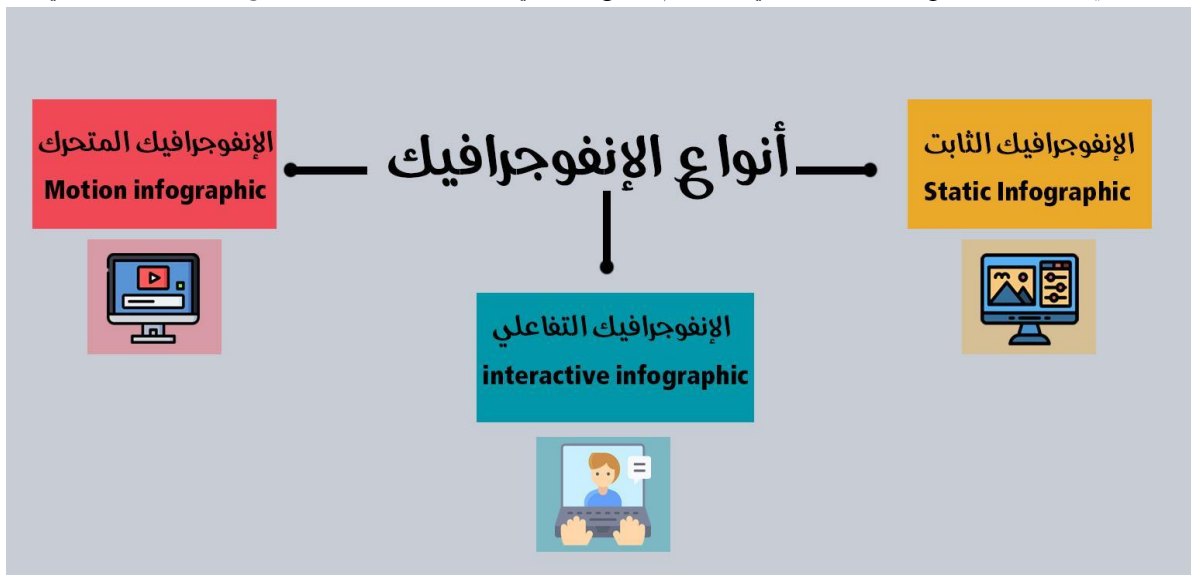 أنواع الإنفوجرافيك
الإنفوجرافيك الثابت
Static Infographic
الإنفوجرافيك التفاعلي
interactive infographic
الإنفوجرافيك المتحرك
Motion infographic